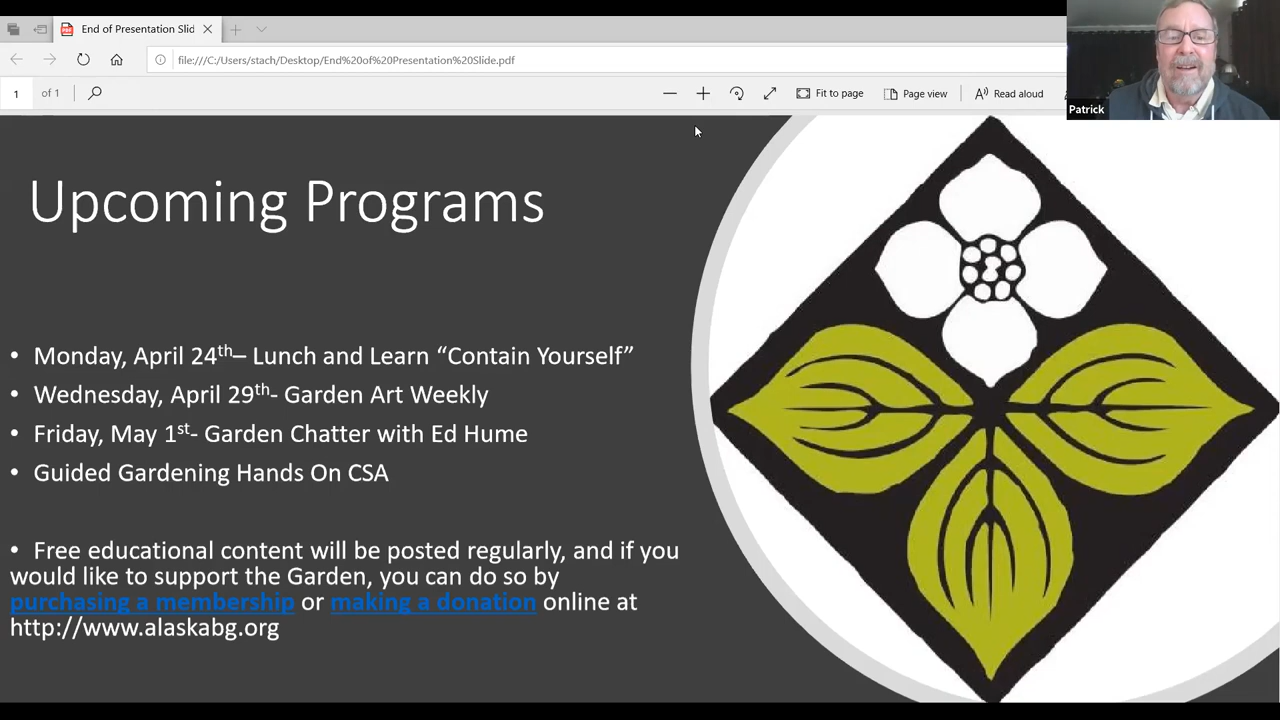 End of Presentation Slid
file:///C:/Users/stach/Desktop/End%20of%20Presentation%20Slide.pdf
1 of 1 Fit to page Page view Read aloud
Patrick
Upcoming Programs
• Monday, April 24th– Lunch and Learn “Contain Yourself”
• Wednesday, April 29th- Garden Art Weekly
• Friday, May 1st- Garden Chatter with Ed Hume
• Guided Gardening Hands On CSA
• Free educational content will be posted regularly, and if you
would like to support the Garden, you can do so by
purchasing a membership or making a donation online at
http://www.alaskabg.org